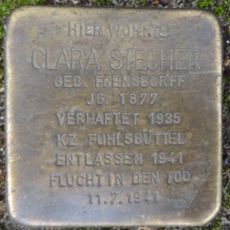 HIER WOHNTE
CLARA STECHER
GEB. EHENSDORFF
JG. 1877
VERHAFTET 1935
KZ FUHLSBÜTTEL
ENTLASSEN 1941
FLUCHT IN DEN TOD
11.7.1941